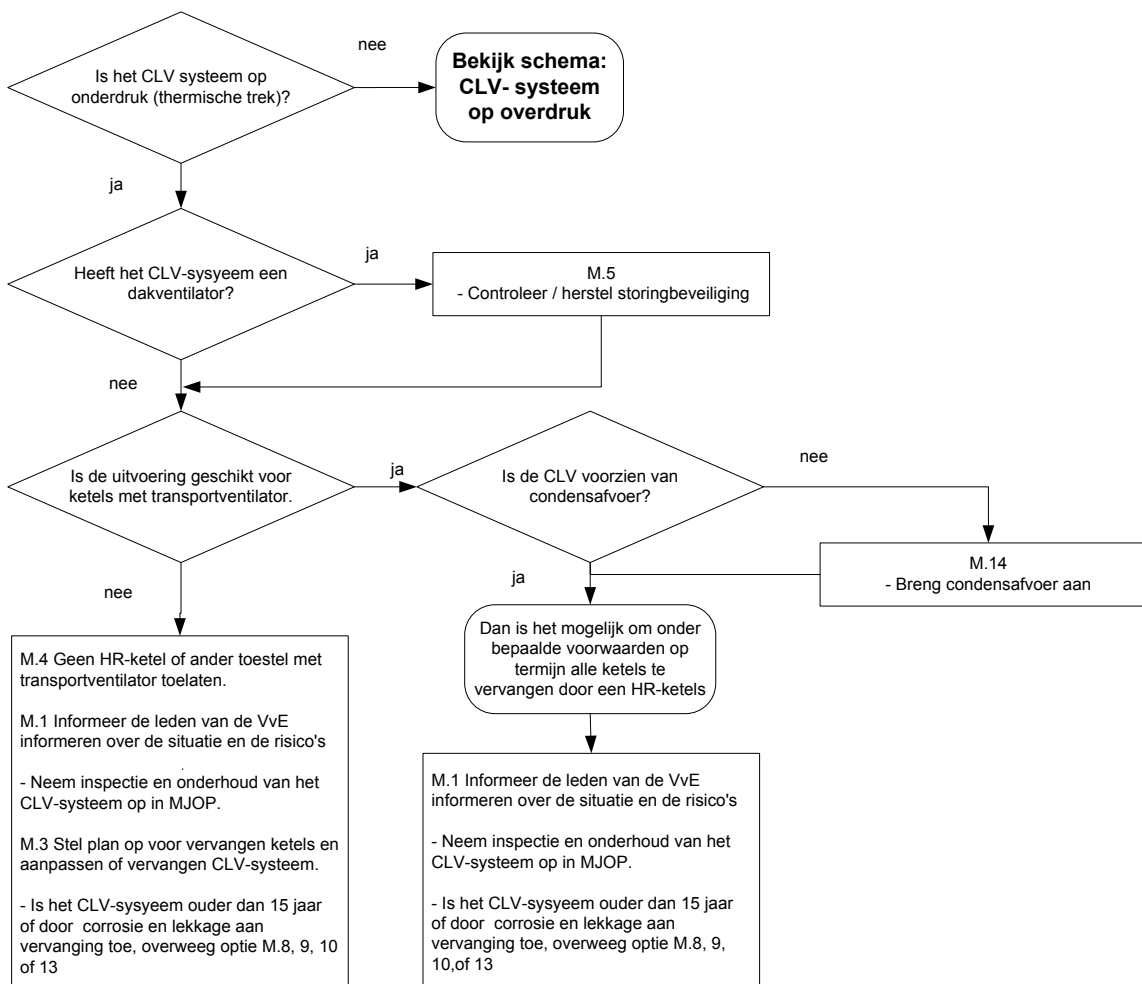 Is het CLV systeem op
onderdruk (thermische trek)?
nee
Bekijk schema:
CLV- systeem
op overdruk
ja
Heeft het CLV-sysyeem een
dakventilator?
ja
M.5
- Controleer / herstel storingbeveiliging
nee
Is de uitvoering geschikt voor
ketels met transportventilator.
ja
Is de CLV voorzien van
condensafvoer?
nee
M.14
- Breng condensafvoer aan
ja
Dan is het mogelijk om onder
bepaalde voorwaarden op
termijn alle ketels te
vervangen door een HR-ketels
M.1 Informeer de leden van de VvE
informeren over de situatie en de risico's
- Neem inspectie en onderhoud van het
CLV-systeem op in MJOP.
- Is het CLV-sysyeem ouder dan 15 jaar
of door corrosie en lekkage aan
vervanging toe, overweeg optie M.8, 9,
10,of 13
nee
M.4 Geen HR-ketel of ander toestel met
transportventilator toelaten.
M.1 Informeer de leden van de VvE
informeren over de situatie en de risico's
- Neem inspectie en onderhoud van het
CLV-systeem op in MJOP.
M.3 Stel plan op voor vervangen ketels en
aanpassen of vervangen CLV-systeem.
- Is het CLV-sysyeem ouder dan 15 jaar
of door corrosie en lekkage aan
vervanging toe, overweeg optie M.8, 9, 10
of 13